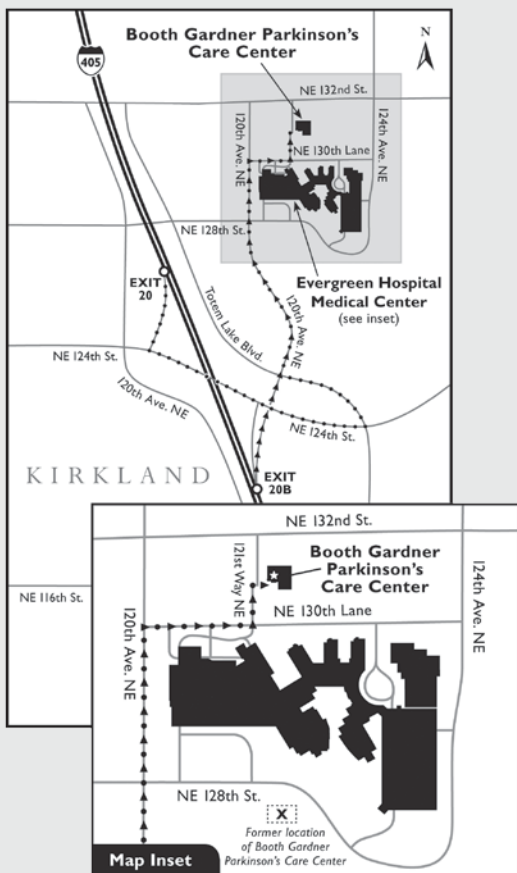 Booth Gardner Parkinson's
Care Center
N
405
NE 132nd St.
120th Ave. NE
124th Ave. NE
NE 130th Lane
NE 128th St.
EXIT
20
Evergreen Hospital
Medical Center
(see inset)
Totem Lake Blvd.
120th Ave. NE
NE 124th St.
120th Ave. NE
NE 124th St.
KIRKLAND
EXIT
20B
NE 116th St.
NE 132nd St.
121st Way NE
Booth Gardner
Parkinson's
Care Center
124th Ave. NE
120th Ave. NE
NE 130th Lane
NE 128th St.
X
Former location
of Booth Gardner
Parkinson's Care Center
Map Inset